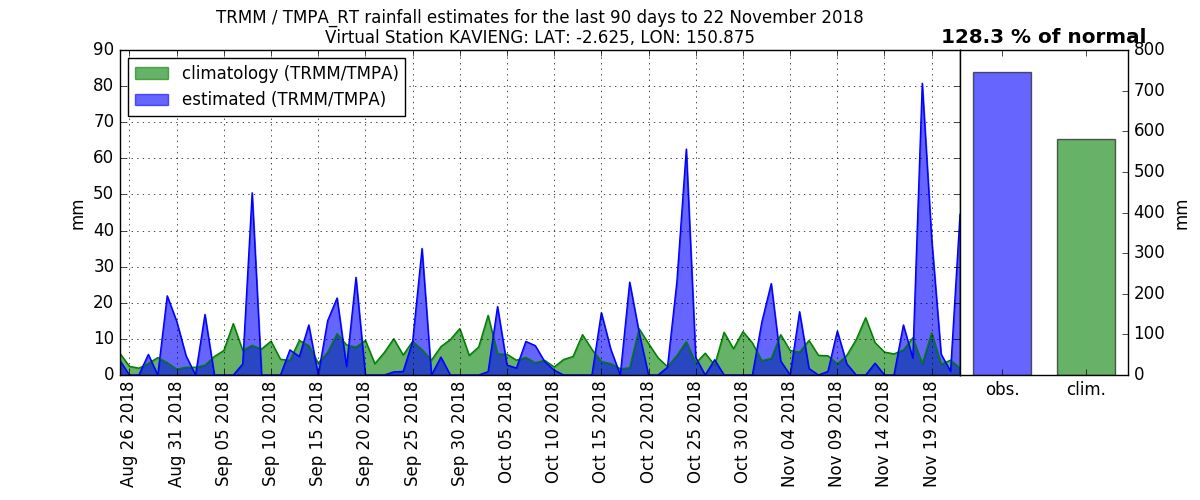 TRMM / TMPA_RT rainfall estimates for the last 90 days to 22 November 2018
Virtual Station KAVIENG: LAT: -2.625, LON: 150.875
128.3 % of normal
climatology (TRMM/TMPA)
estimated (TRMM/TMPA)
90
80
70
60
50
40
30
20
10
0
mm
Aug 26 2018
Aug 31 2018
Sep 05 2018
Sep 10 2018
Sep 15 2018
Sep 20 2018
Sep 25 2018
Sep 30 2018
Oct 05 2018
Oct 10 2018
Oct 15 2018
Oct 20 2018
Oct 25 2018
Oct 30 2018
Nov 04 2018
Nov 09 2018
Nov 14 2018
Nov 19 2018
obs.
clim.
800
700
600
500
400
300
200
100
0
mm